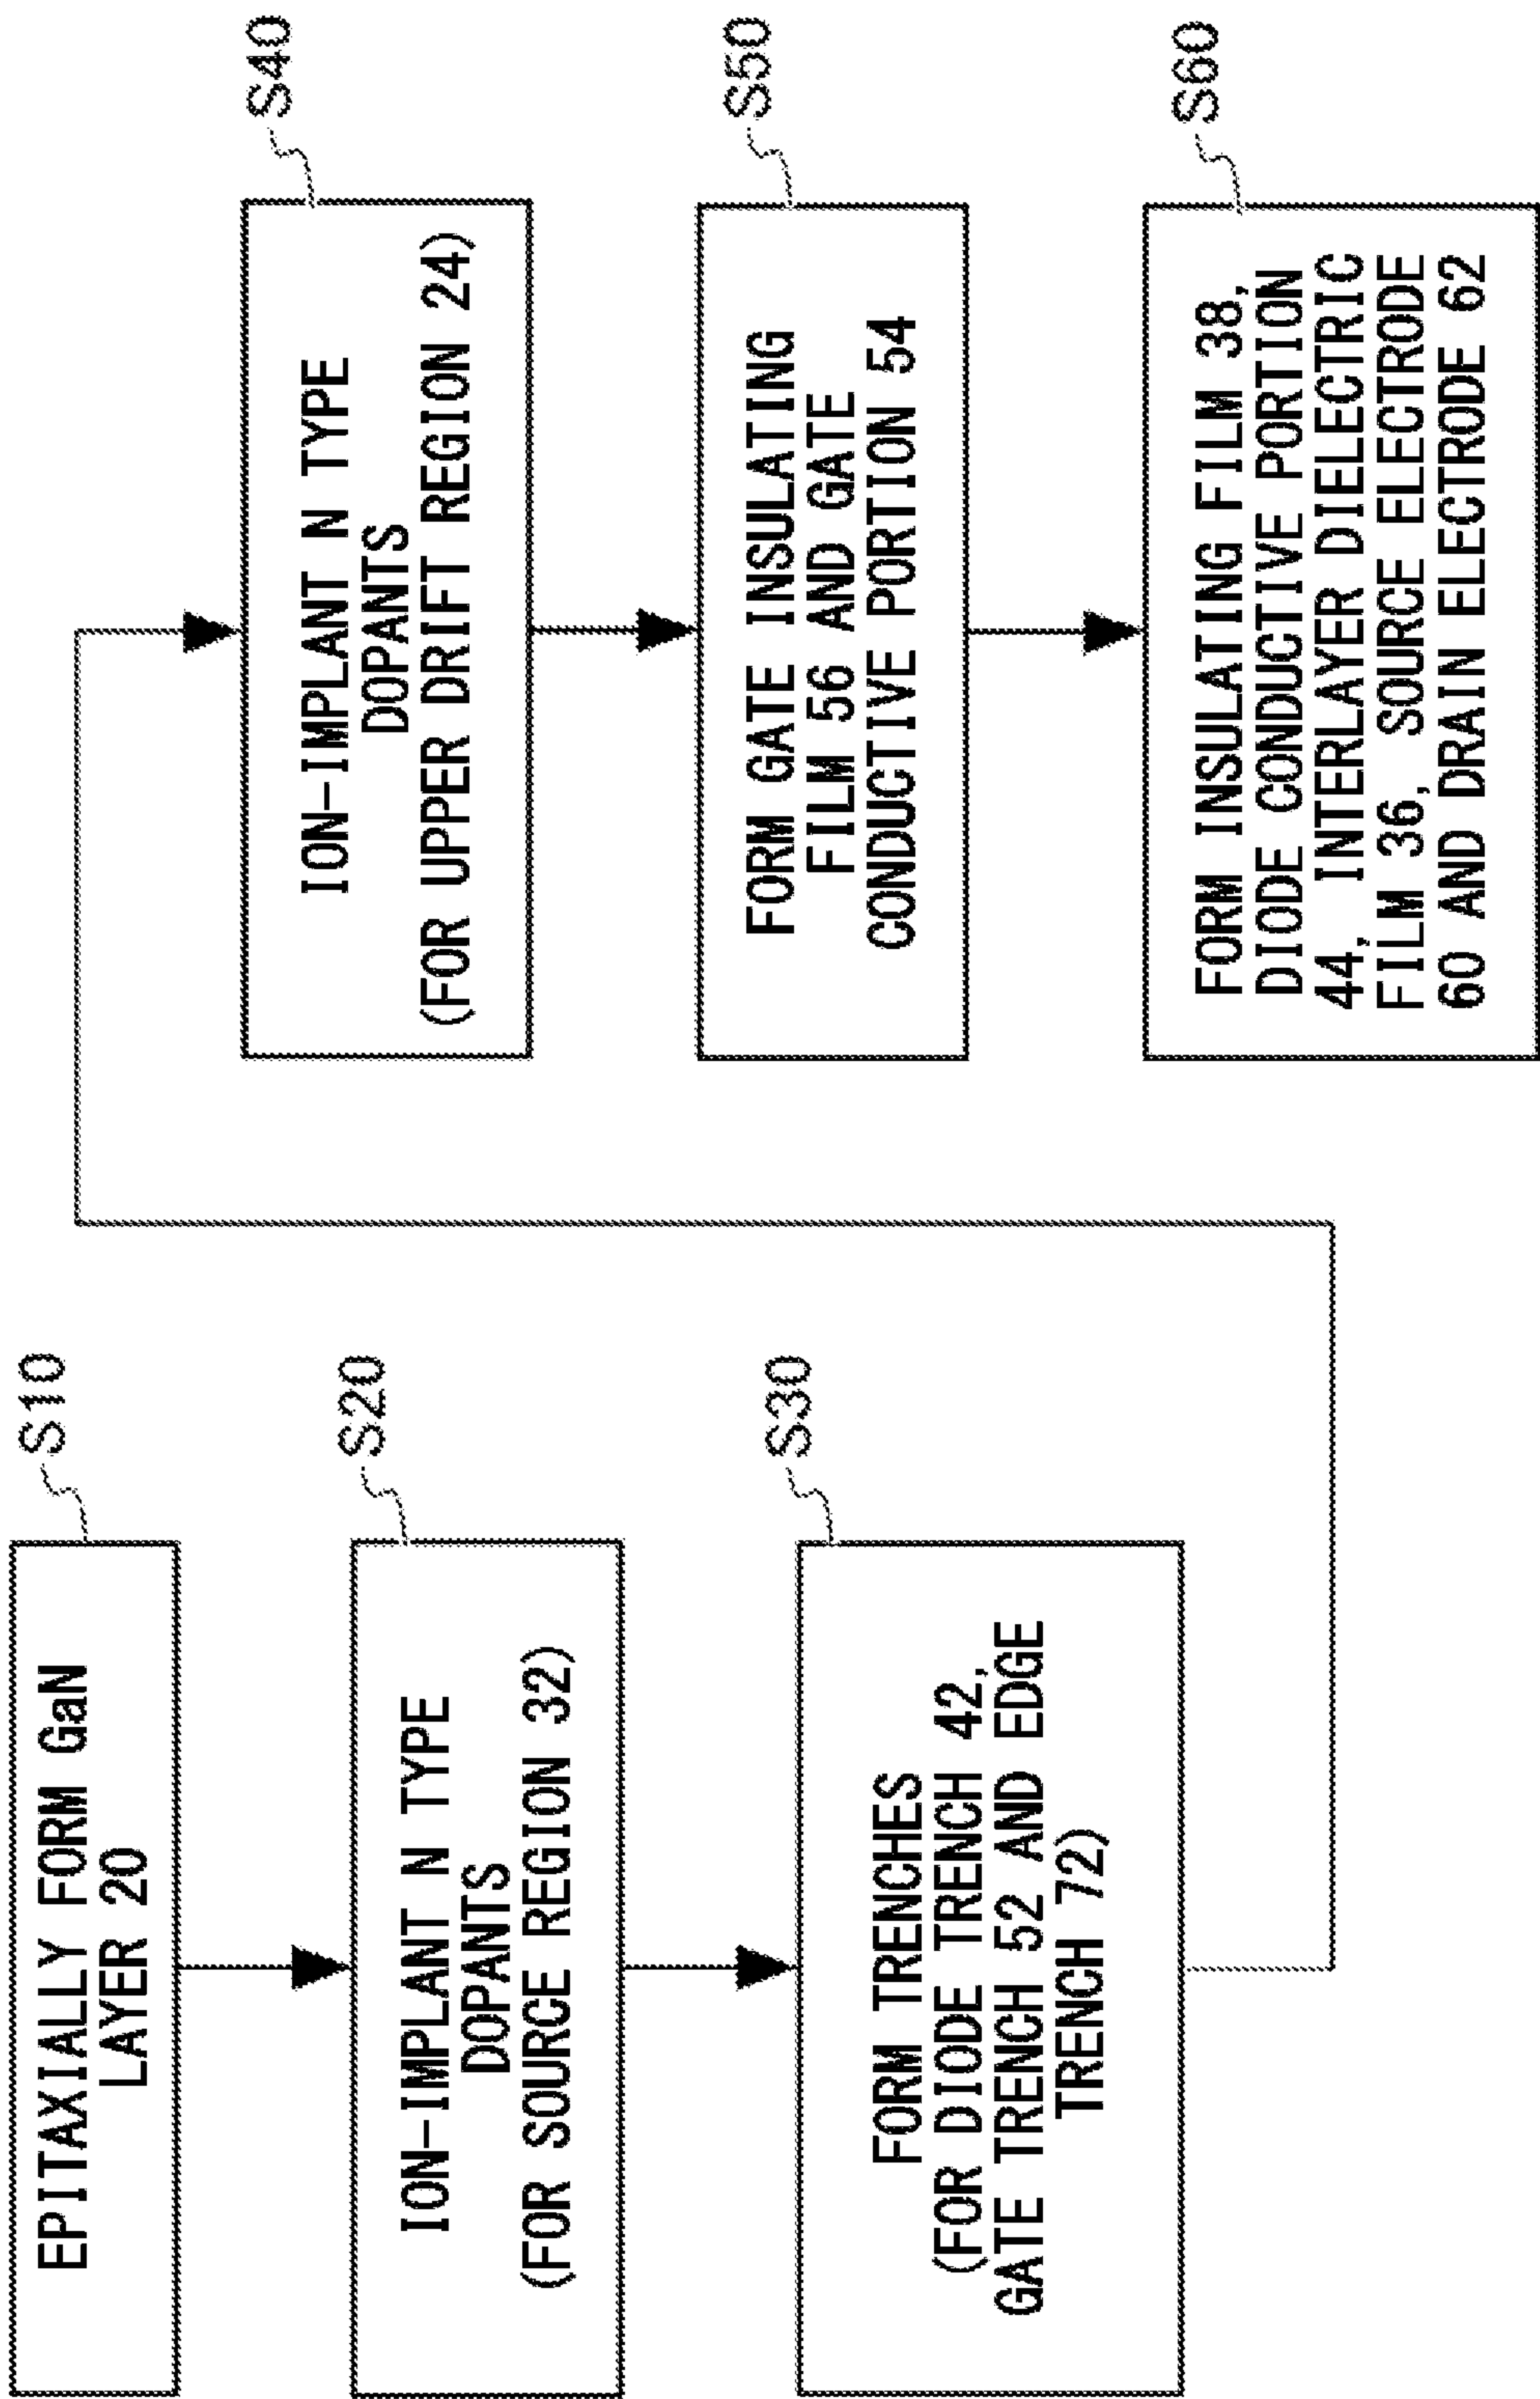 S10
EPITAXIALLY FORM GaN
LAYER 20
S20
ION-IMPLANT N TYPE
DOPANTS
(FOR SOURCE REGION 32)
S30
FORM TRENCHES
(FOR DIODE TRENCH 42,
GATE TRENCH 52 AND EDGE
TRENCH 72)
S40
ION-IMPLANT N TYPE
DOPANTS
(FOR UPPER DRIFT REGION 24)
S50
FORM GATE INSULATING
FILM 56 AND GATE
CONDUCTIVE PORTION 54
S60
FORM INSULATING FILM 38,
DIODE CONDUCTIVE PORTION
44, INTERLAYER DIELECTRIC
FILM 36, SOURCE ELECTRODE
60 AND DRAIN ELECTRODE 62